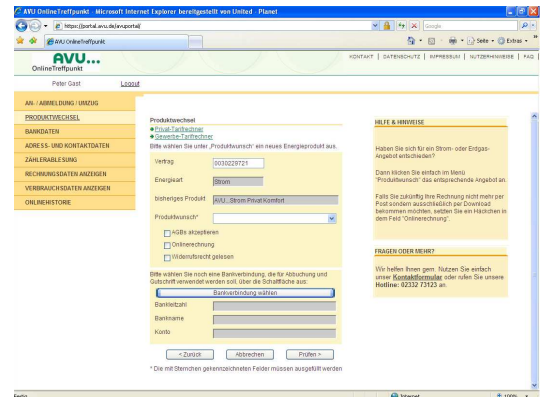 AVU OnlineTreffpunkt - Microsoft Internet Explorer bereitgestellt von United - Planet
https://portal.avu.de/avuportal/
Google
AVU OnlineTreffpunkt
Seite
Extras
AVU...
OnlineTreffpunkt
KONTAKT | DATENSCHUTZ | IMPRESSUM | NUTZERHINWEISE | FAQ
Peter Gast
Logout
AN- / ABMELDUNG / UMZUG
PRODUKTWECHSEL
BANKDATEN
ADRESS- UND KONTAKTDATEN
ZÄHLERABLESUNG
RECHNUNGSDATEN ANZEIGEN
VERBRAUCHSDATEN ANZEIGEN
ONLINEHISTORIE
Produktwechsel
Privat-Tarifrechner
Gewerbe-Tarifrechner
Bitte wählen Sie unter „Produktwunsch“ ein neues Energieprodukt aus.
Vertrag
0030229721
Energieart
Strom
bisheriges Produkt
AVU.. Strom Privat Komfort
Produktwunsch*
AGBs akzeptieren
Onlinerechnung
Widerrufsrecht gelesen
Bitte wählen Sie noch eine Bankverbindung, die für Abbuchung und
Gutschrift verwendet werden soll, über die Schaltfläche aus:
Bankverbindung wählen
Bankleitzahl
Bankname
Konto
< Zurück
Abbrechen
Prüfen >
* Die mit Sternchen gekennzeichneten Felder müssen ausgefüllt werden
HILFE & HINWEISE
Haben Sie sich für ein Strom- oder Erdgas-
Angebot entschieden?
Dann klicken Sie einfach im Menü
"Produktwunsch" das entsprechende Angebot an.
Falls Sie zukünftig Ihre Rechnung nicht mehr per
Post sondern ausschließlich per Download
bekommen möchten, setzten Sie ein Häkchen in
dem Feld "Onlinerechnung".
FRAGEN ODER MEHR?
Wir helfen Ihnen gern. Nutzen Sie einfach
unser Kontaktformular oder rufen Sie unsere
Hotline: 02332 73123 an.
Fertig
Internet
100%